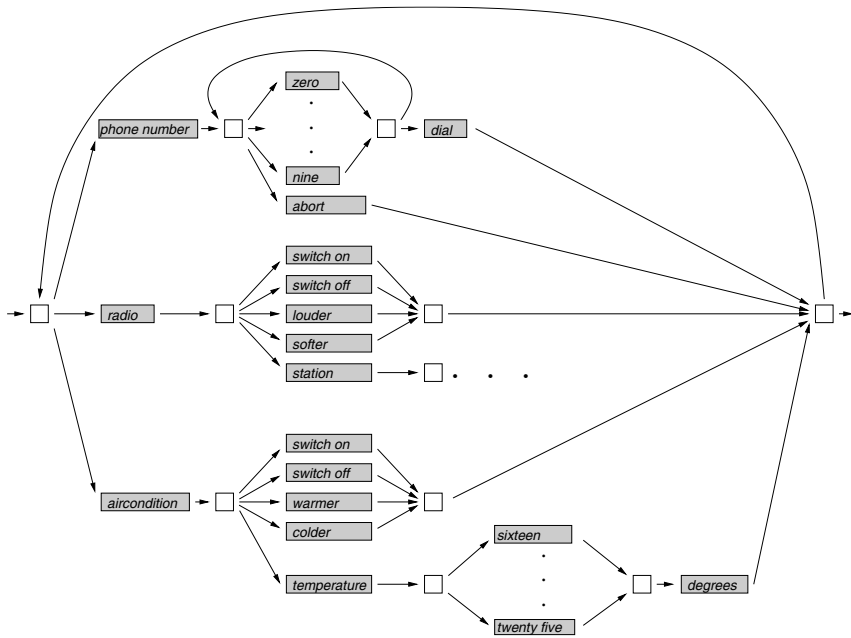 zero
phone number
dial
nine
abort
switch on
switch off
radio
louder
softer
station
switch on
switch off
aircondition
warmer
colder
sixteen
temperature
degrees
twenty five